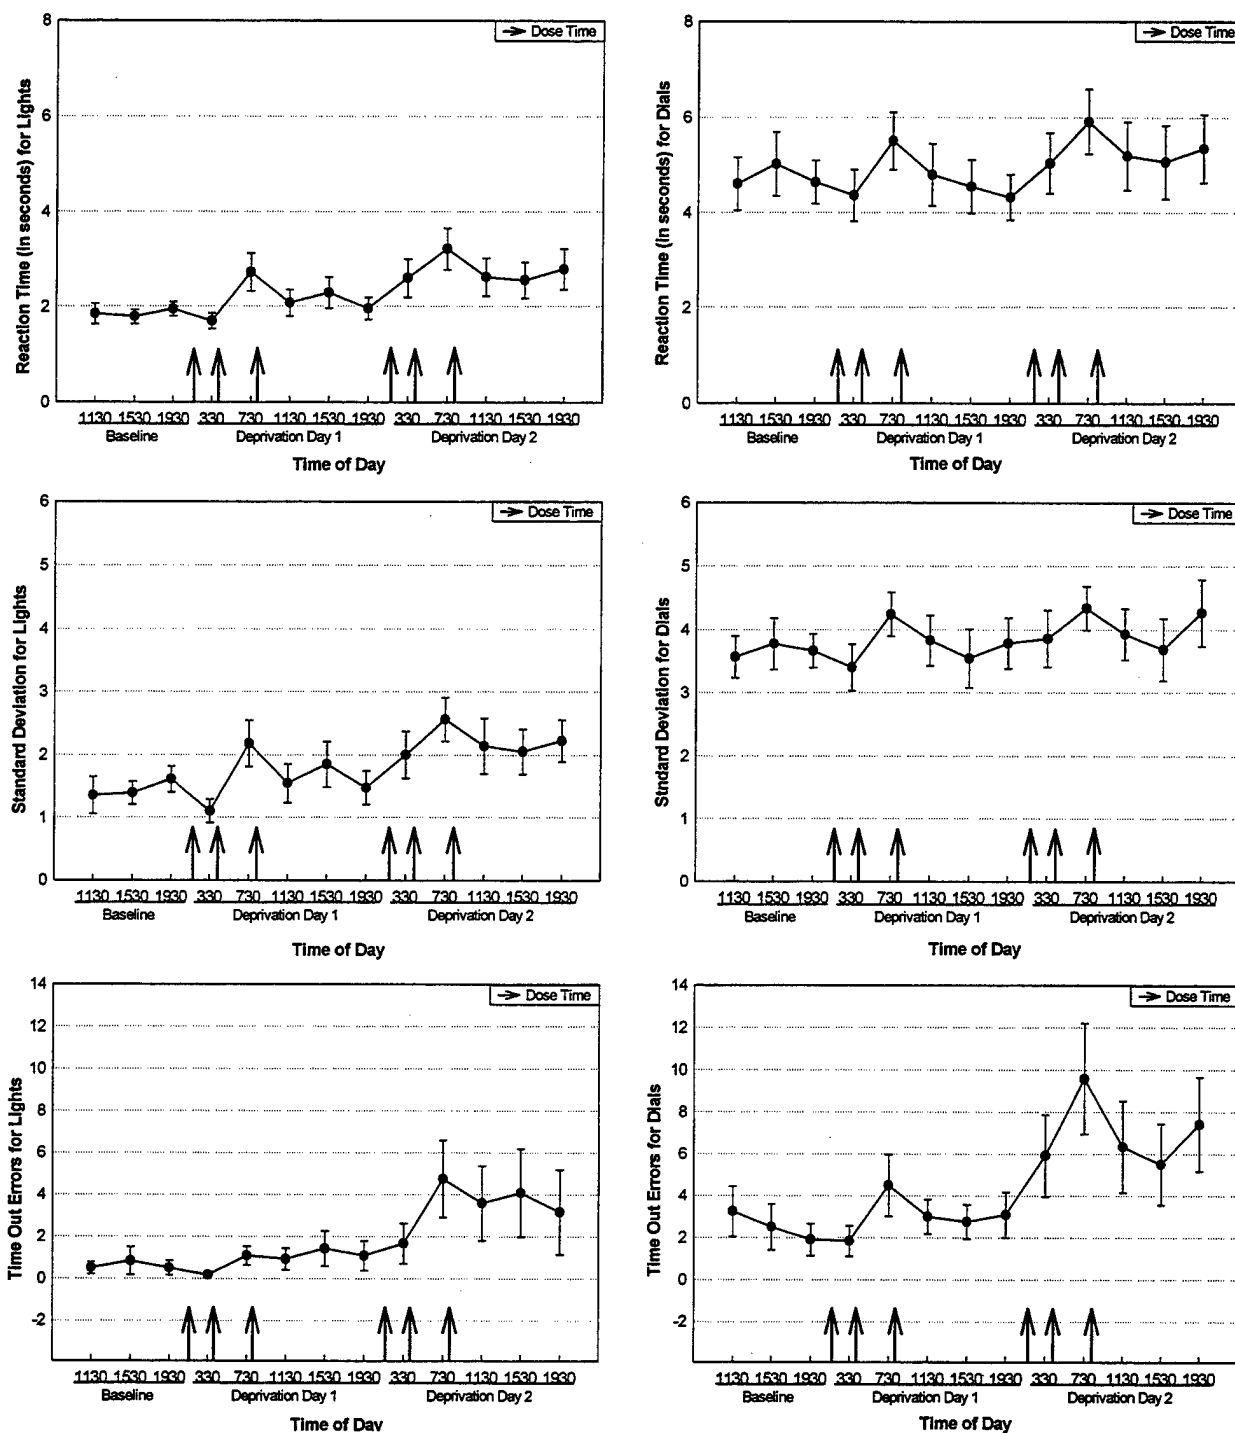 8
6
4
2
0
Reaction Time (in seconds) for Lights
Dose Time
1130 1530 1930 330 730 1130 1530 1930 330 730 1130 1530 1930
Baseline Deprivation Day 1 Deprivation Day 2
Time of Day
8
6
4
2
0
Reaction Time (in seconds) for Dials
Dose Time
1130 1530 1930 330 730 1130 1530 1930 330 730 1130 1530 1930
Baseline Deprivation Day 1 Deprivation Day 2
Time of Day
6
5
4
3
2
1
0
Standard Deviation for Lights
Dose Time
1130 1530 1930 330 730 1130 1530 1930 330 730 1130 1530 1930
Baseline Deprivation Day 1 Deprivation Day 2
Time of Day
6
5
4
3
2
1
0
Stndard Deviation for Dials
Dose Time
1130 1530 1930 330 730 1130 1530 1930 330 730 1130 1530 1930
Baseline Deprivation Day 1 Deprivation Day 2
Time of Day
14
12
10
8
6
4
2
0
-2
Time Out Errors for Lights
Dose Time
1130 1530 1930 330 730 1130 1530 1930 330 730 1130 1530 1930
Baseline Deprivation Day 1 Deprivation Day 2
Time of Day
14
12
10
8
6
4
2
0
-2
Time Out Errors for Dials
Dose Time
1130 1530 1930 330 730 1130 1530 1930 330 730 1130 1530 1930
Baseline Deprivation Day 1 Deprivation Day 2
Time of Day